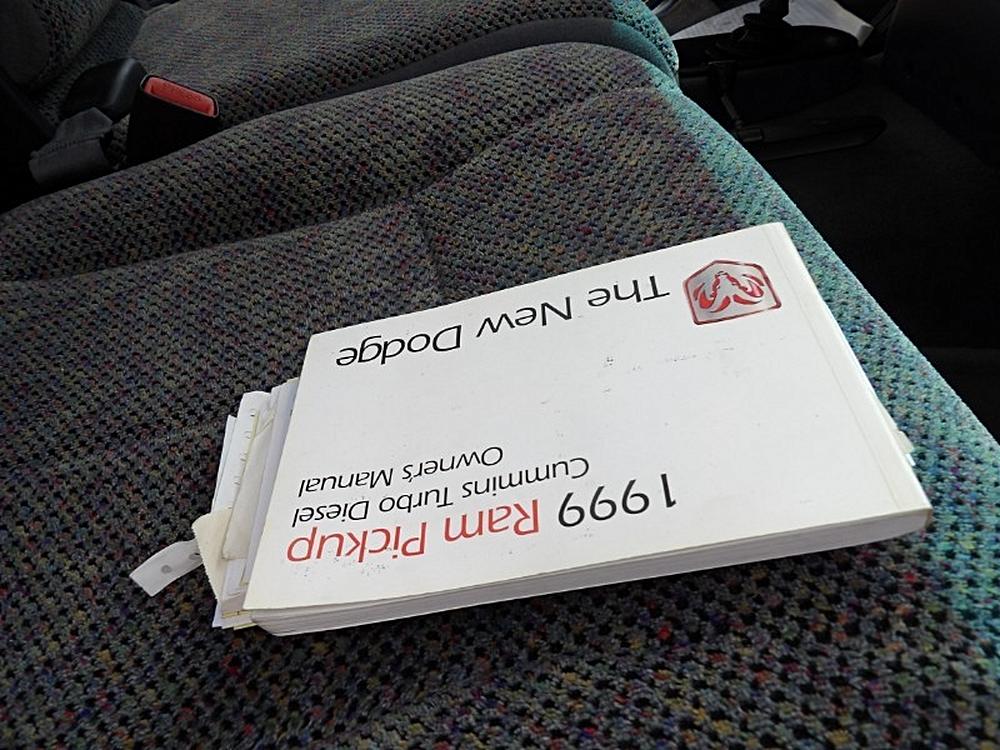 The New Dodge
1999 Ram Pickup
Cummins Turbo Diesel
Owner's Manual